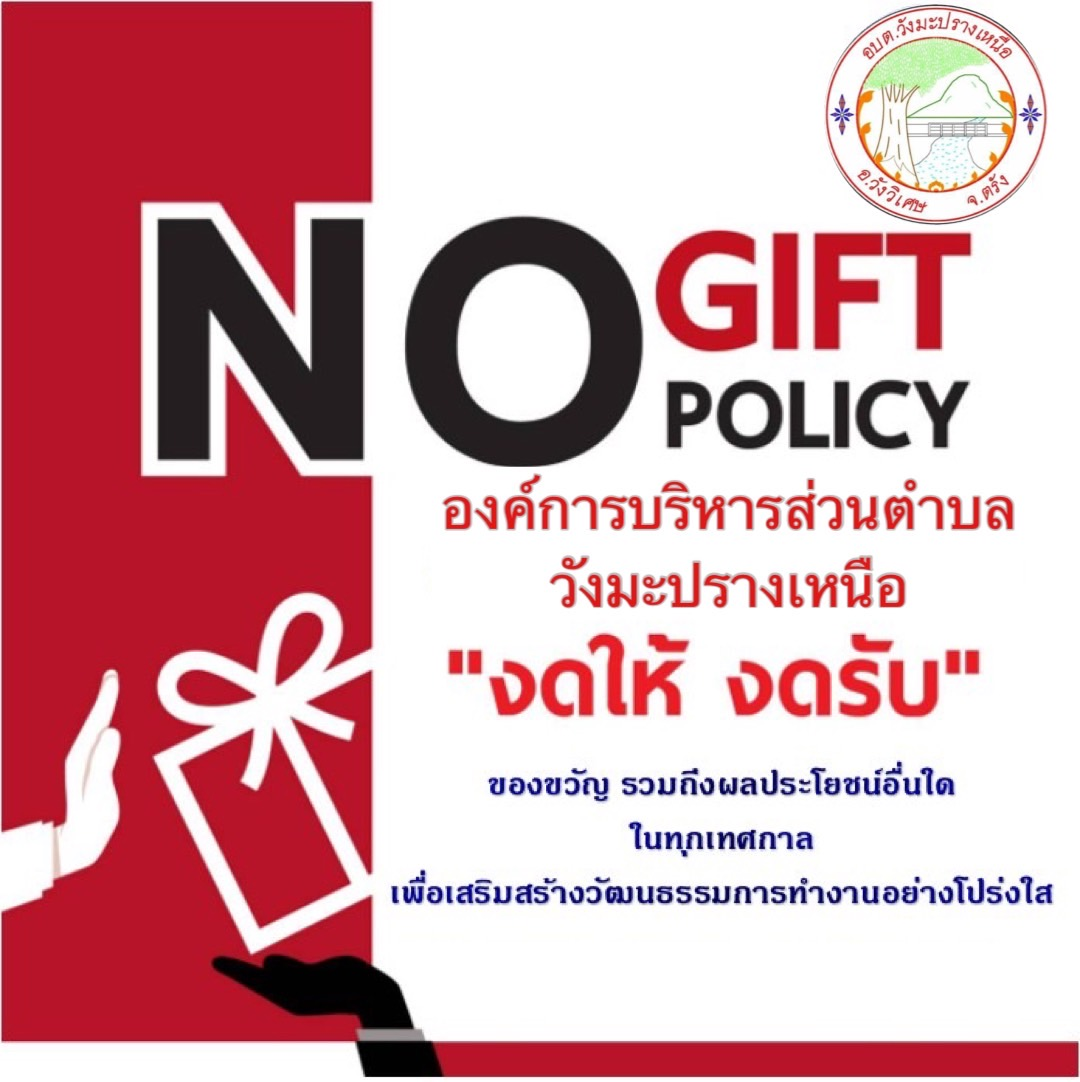 อบต.วังมะปรางเหนือ
อ.วังวิเศษ จ.ตรัง
NO GIFT
POLICY
องค์การบริหารส่วนตำบล
วังมะปรางเหนือ
"งดให้ งดรับ"
ของขวัญ รวมถึงผลประโยชน์อื่นใด
ในทุกเทศกาล
เพื่อเสริมสร้างวัฒนธรรมการทำงานอย่างโปร่งใส